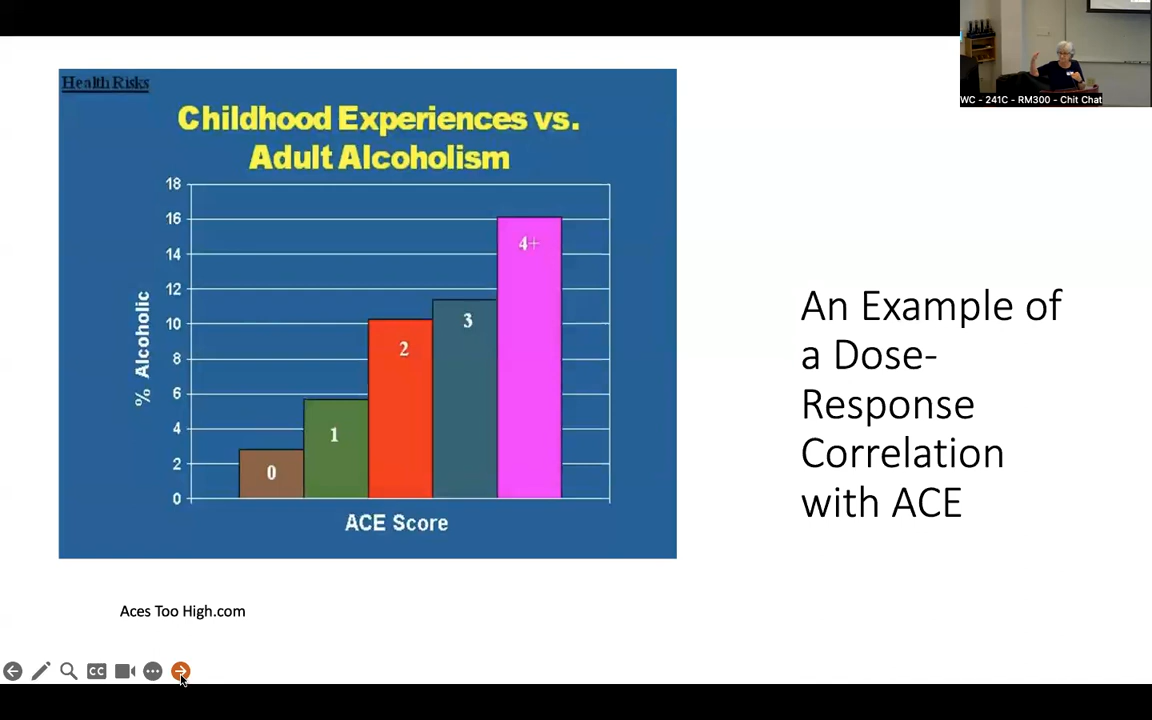 WC - 241C - RM300 - Chit Chat
Health Risks
Childhood Experiences vs.
Adult Alcoholism
18
16
14
12
10
8
6
4
2
0
% Alcoholic
0
1
2
3
4+
ACE Score
An Example of
a Dose-
Response
Correlation
with ACE
Aces Too High.com
CC